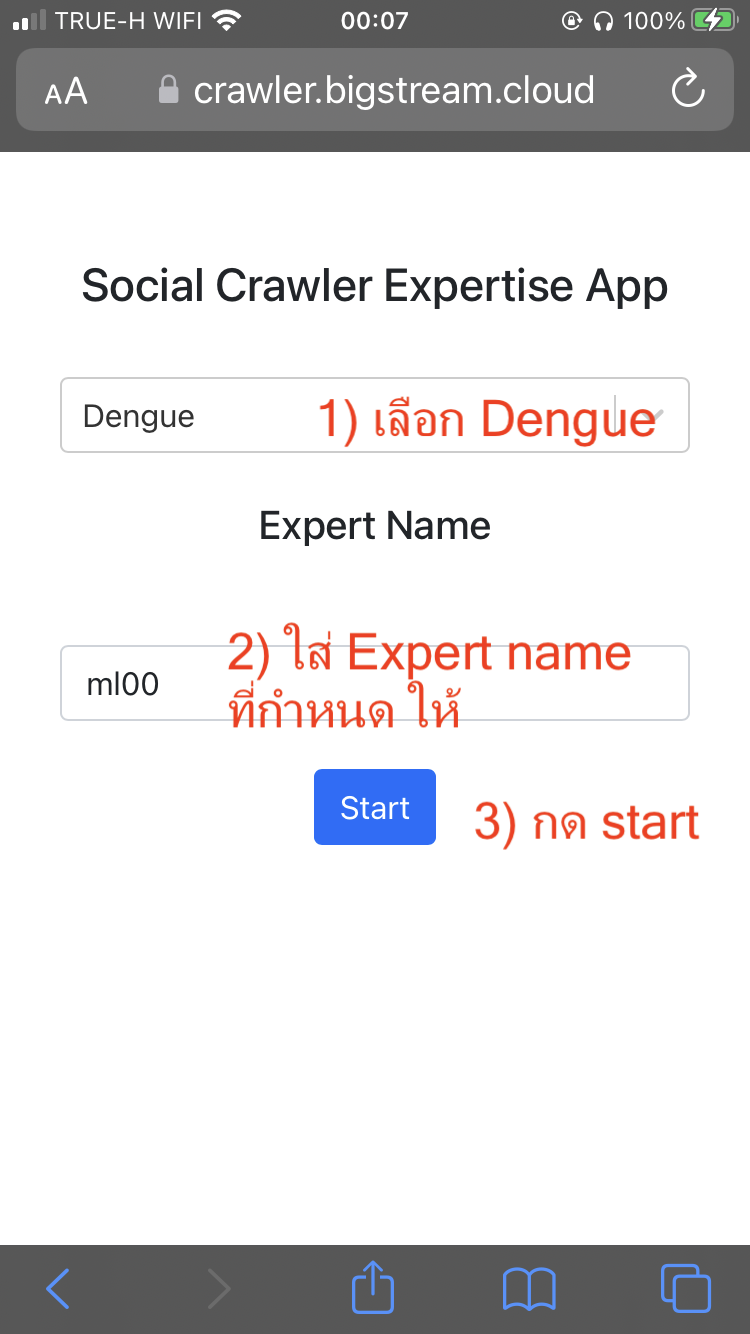 TRUE-H WIFI 00:07 100%
AA crawler.bigstream.cloud
Social Crawler Expertise App
Dengue 1) เลือก Dengue
Expert Name
2) ใส่ Expert name
ml00
ที่กำหนด ให้
Start 3) กด start